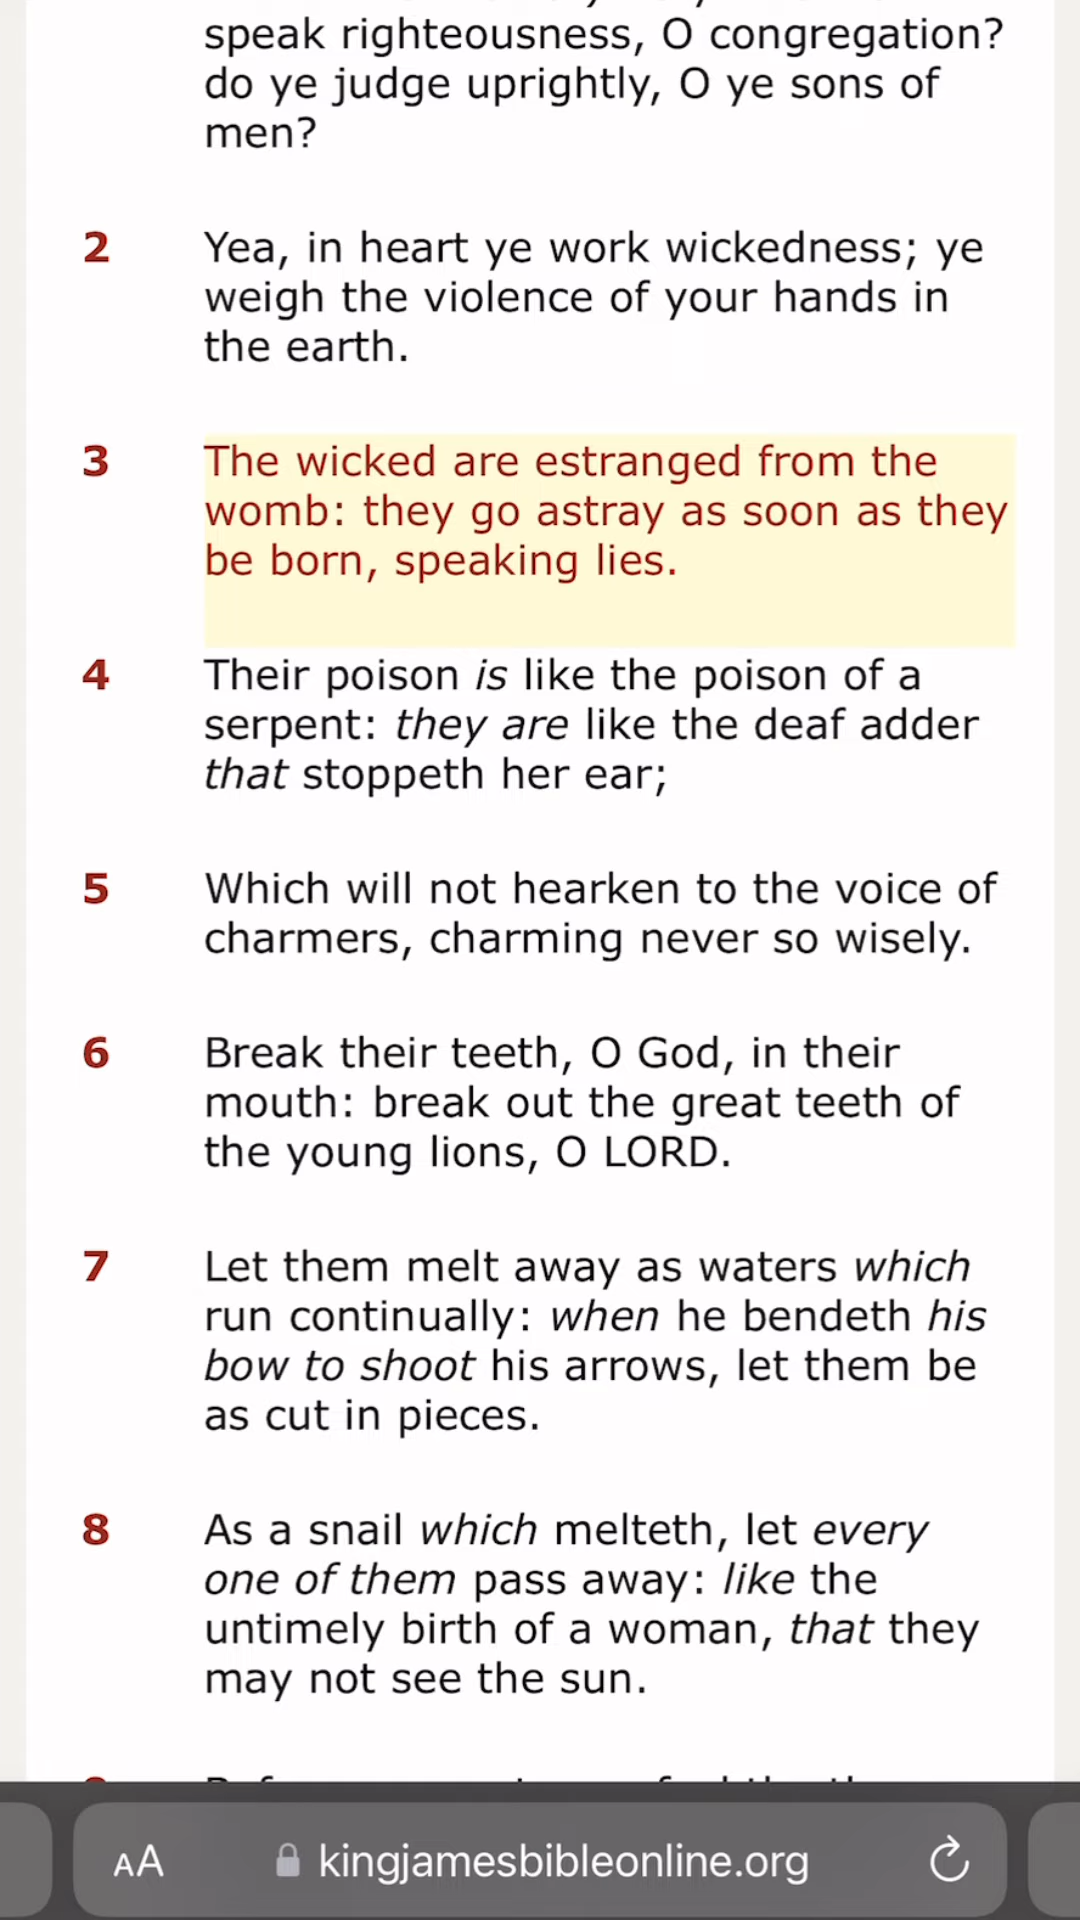 speak righteousness, O congregation?
do ye judge uprightly, O ye sons of
men?
2 Yea, in heart ye work wickedness; ye
weigh the violence of your hands in
the earth.
3 The wicked are estranged from the
womb: they go astray as soon as they
be born, speaking lies.
4 Their poison is like the poison of a
serpent: they are like the deaf adder
that stoppeth her ear;
5 Which will not hearken to the voice of
charmers, charming never so wisely.
6 Break their teeth, O God, in their
mouth: break out the great teeth of
the young lions, O LORD.
7 Let them melt away as waters which
run continually: when he bendeth his
bow to shoot his arrows, let them be
as cut in pieces.
8 As a snail which melteth, let every
one of them pass away: like the
untimely birth of a woman, that they
may not see the sun.
AA kingjamesbibleonline.org